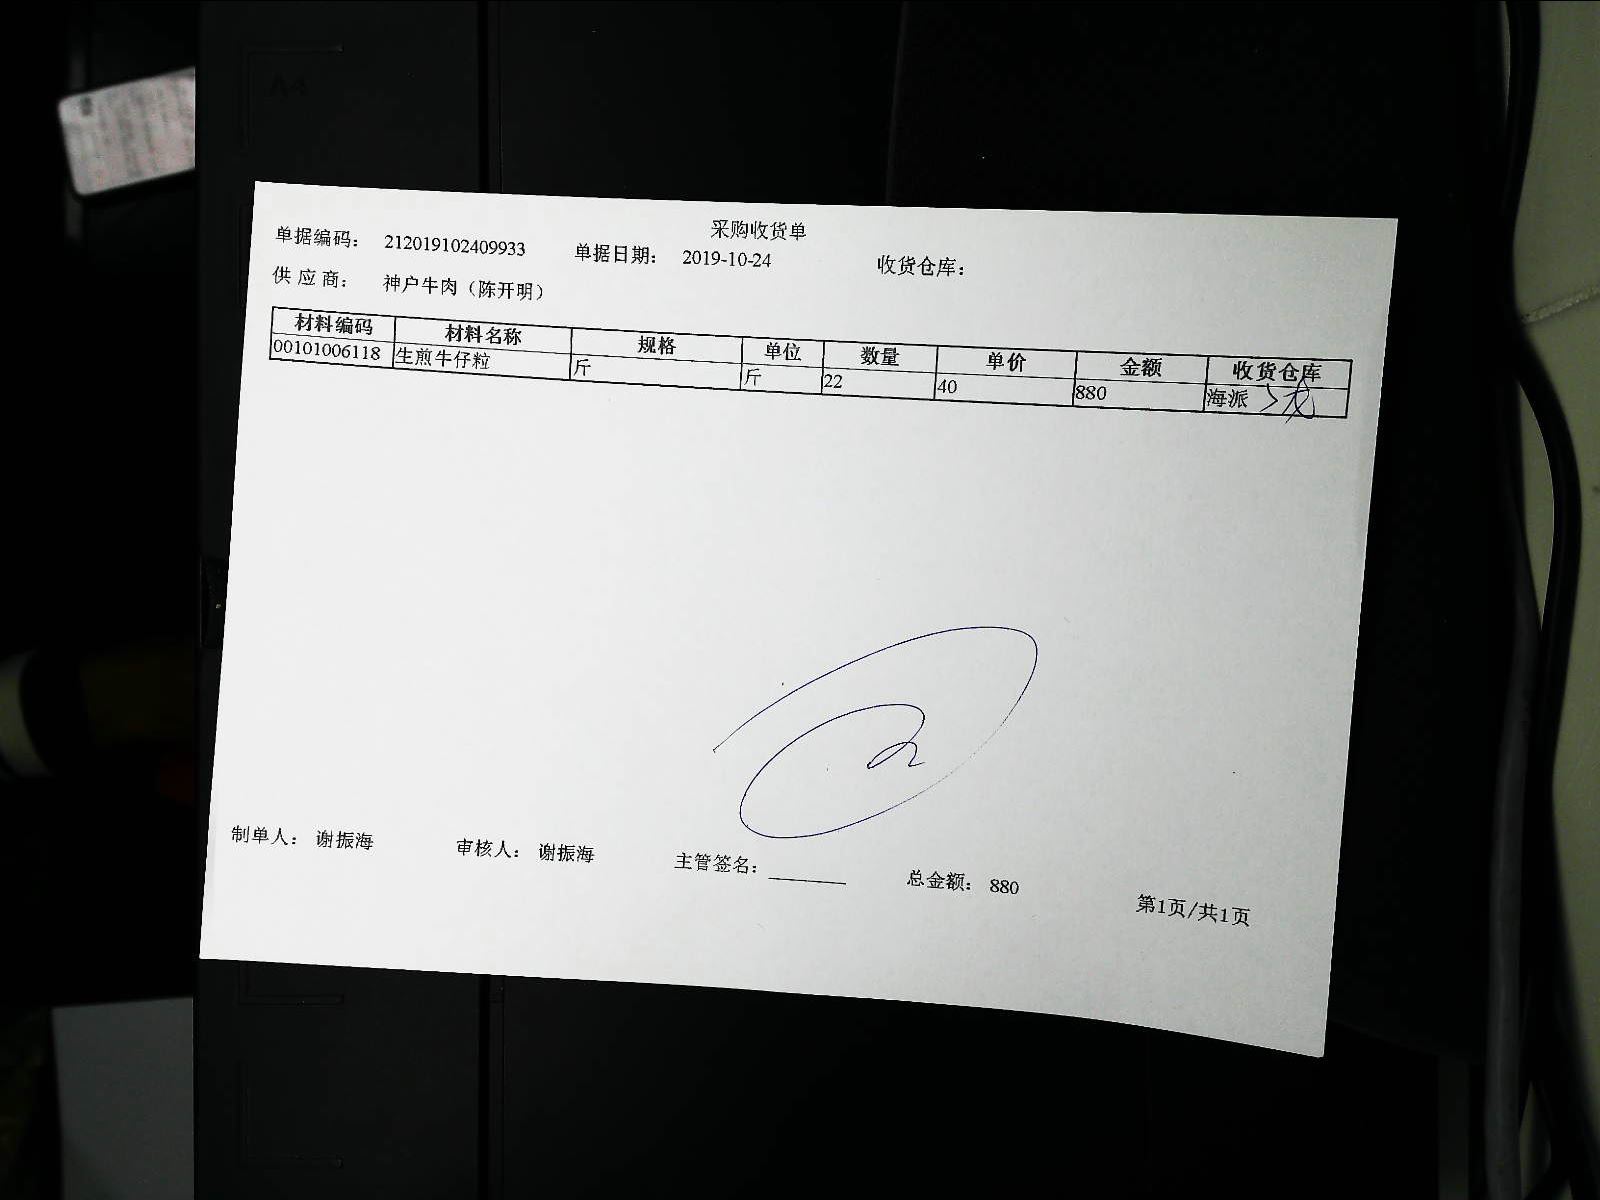 采购收货单
单据编码： 212019102409933 单据日期： 2019-10-24 收货仓库：
供 应 商： 神户牛肉（陈开明）
材料编码 材料名称 规格 单位 数量 单价 金额 收货仓库
00101006118 生煎牛仔粒 斤 斤 22 40 880 海派
制单人： 谢振海 审核人： 谢振海 主管签名：______ 总金额： 880 第1页/共1页